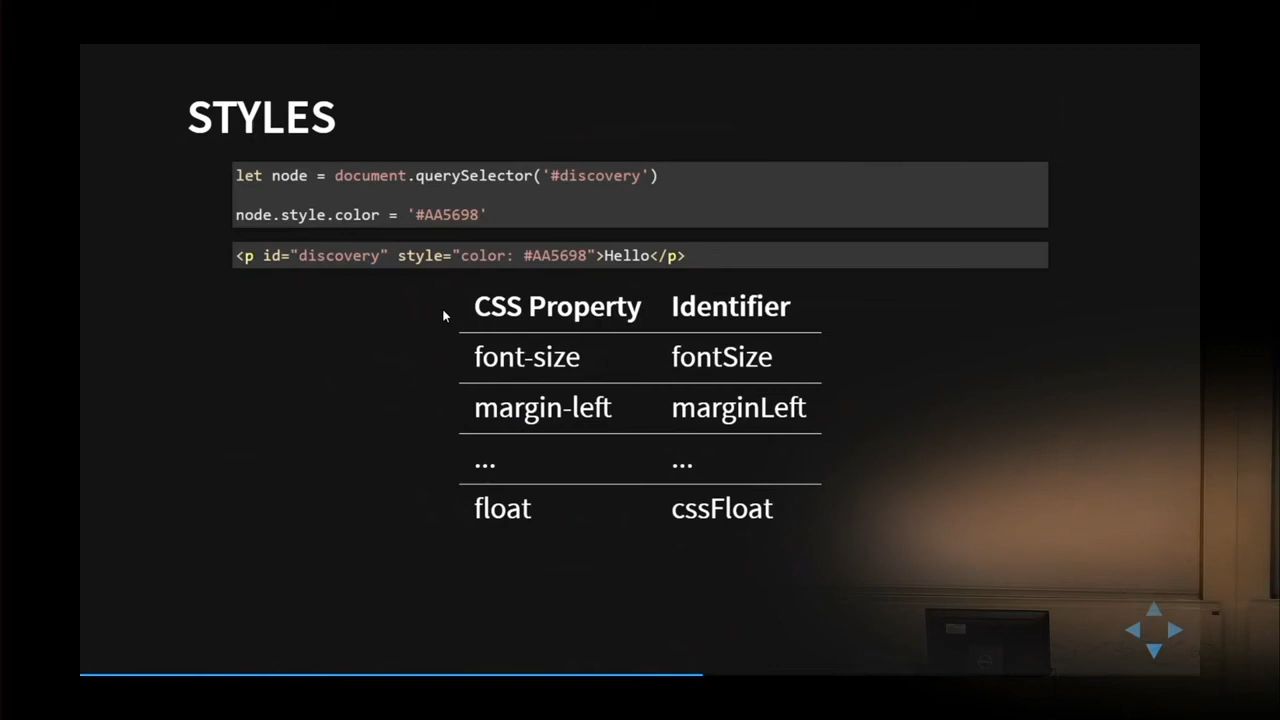 STYLES
let node = document.querySelector('#discovery')
node.style.color = '#AA5698'
<p id="discovery" style="color: #AA5698">Hello</p>
CSS Property Identifier
font-size fontSize
margin-left marginLeft
... ...
float cssFloat